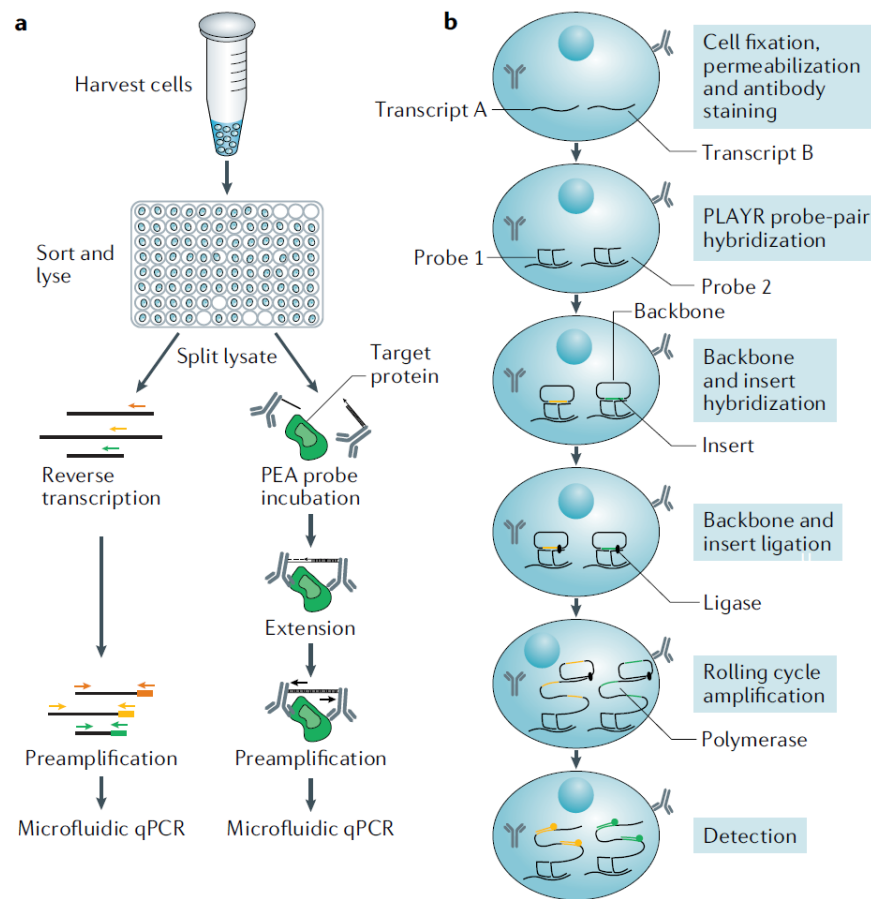 a
Harvest cells
Sort and
lyse
Split lysate
Target
protein
Reverse
transcription
PEA probe
incubation
Extension
Preamplification
Preamplification
Microfluidic qPCR
Microfluidic qPCR
b
Cell fixation,
permeabilization
and antibody
staining
Transcript A
Transcript B
PLAYR probe-pair
hybridization
Probe 1
Probe 2
Backbone
Backbone
and insert
hybridization
Insert
Backbone and
insert ligation
Ligase
Rolling cycle
amplification
Polymerase
Detection